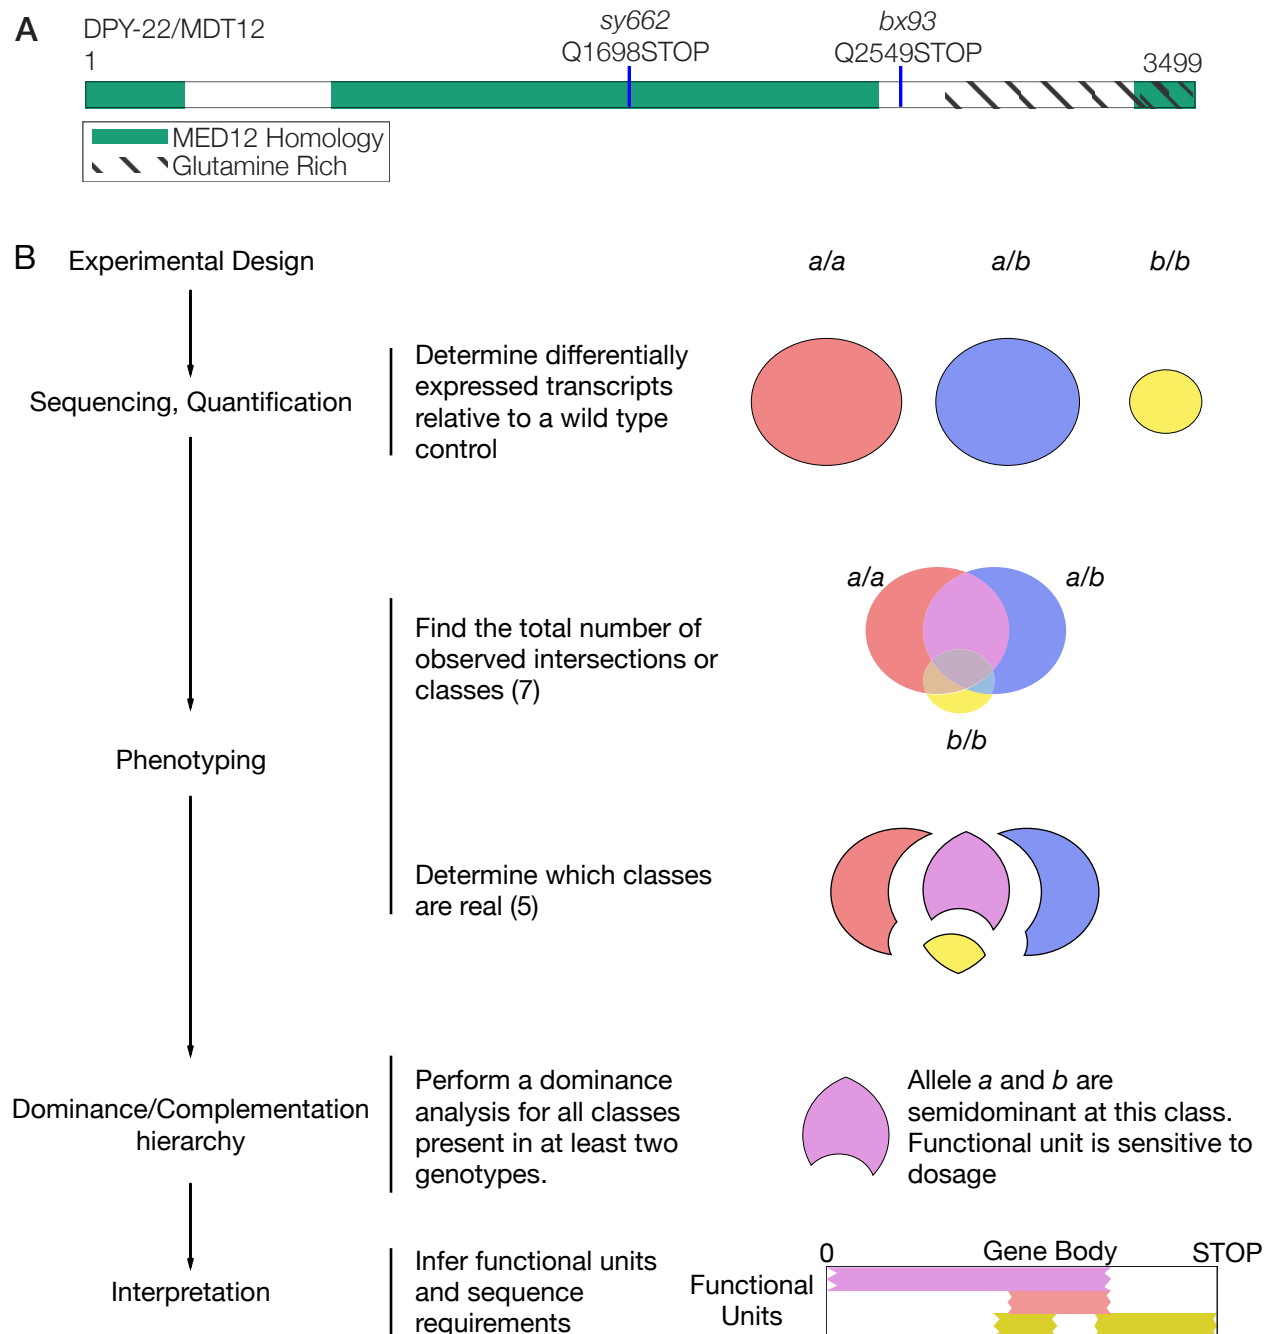 A
DPY-22/MDT12
sy662
bx93
1
Q1698STOP
Q2549STOP
3499
MED12 Homology
Glutamine Rich
B
Experimental Design
a/a
a/b
b/b
Sequencing, Quantification
Determine differentially
expressed transcripts
relative to a wild type
control
Phenotyping
Find the total number of
observed intersections or
classes (7)
a/a
a/b
b/b
Determine which classes
are real (5)
Dominance/Complementation
hierarchy
Perform a dominance
analysis for all classes
present in at least two
genotypes.
Allele a and b are
semidominant at this class.
Functional unit is sensitive to
dosage
Interpretation
Infer functional units
and sequence
requirements
0
Gene Body
STOP
Functional
Units